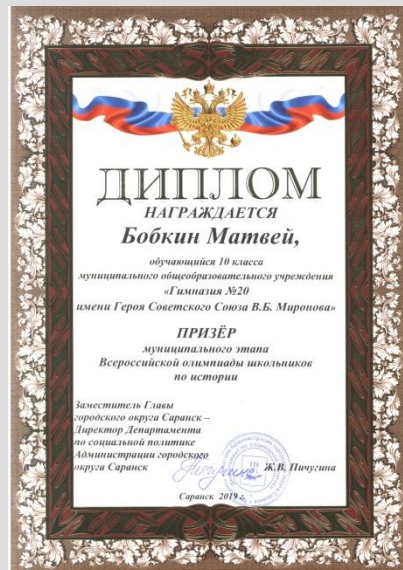 ДИПЛОМ
НАГРАЖДАЕТСЯ
Бобкин Матвей,
обучающийся 10 класса
муниципального общеобразовательного учреждения
«Гимназия №20
имени Героя Советского Союза В.Б. Миронова»
ПРИЗЁР
муниципального этапа
Всероссийской олимпиады школьников
по истории
Заместитель Главы
городского округа Саранск –
Директор Департамента
по социальной политике
Администрации городского
округа Саранск
Ж.В. Пичугина
Саранск 2019 г.